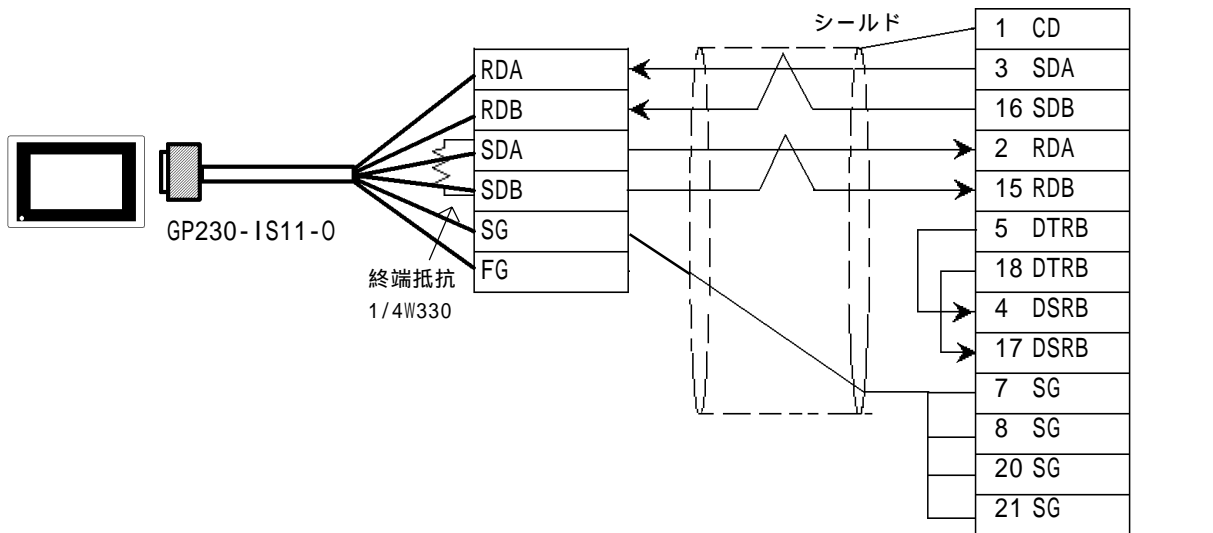 シールド
GP230-IS11-O
終端抵抗
1/4W330
RDA
RDB
SDA
SDB
SG
FG
1 CD
3 SDA
16 SDB
2 RDA
15 RDB
5 DTRB
18 DTRB
4 DSRB
17 DSRB
7 SG
8 SG
20 SG
21 SG